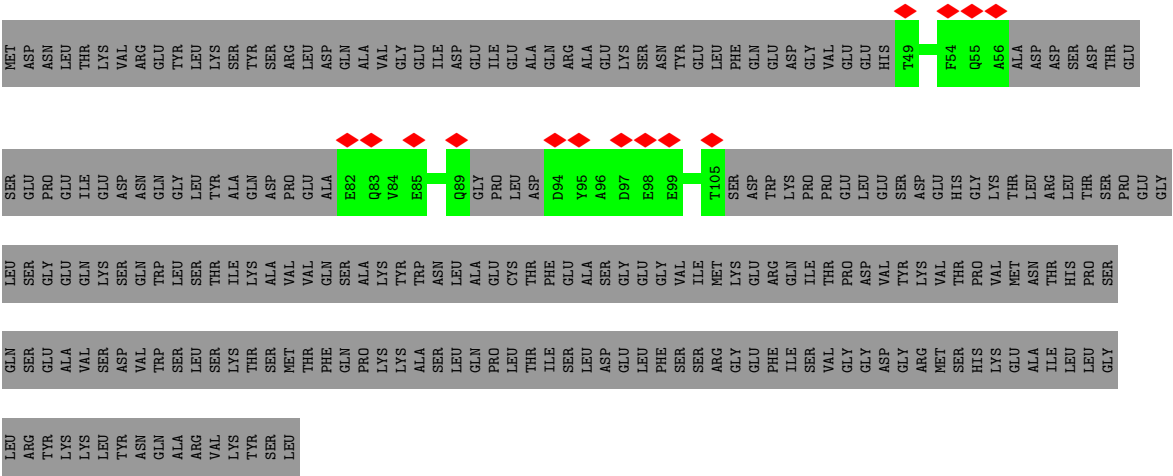 MET ASP ASN LEU THR LYS VAL ARG GLU TYR LEU LYS SER TYR SER ARG LEU ASP GLN ALA VAL GLY GLU ILE ASP GLU ILE GLU ALA GLN ARG ALA GLU LYS SER ASN TYR GLU LEU PHE GLN GLU ASP GLY VAL GLU GLU HIS T49 F54 Q55 A56 ALA ASP ASP SER ASP THR GLU
SER GLU PRO GLU ILE GLU ASP ASN GLN GLY LEU TYR ALA GLN ASP PRO GLU ALA E82 Q83 V84 E85 Q89 GLY PRO LEU ASP D94 Y95 A96 D97 E98 E99 T105 SER ASP TRP LYS PRO PRO GLU LEU GLU SER ASP GLU HIS GLY LYS THR LEU ARG LEU THR SER PRO GLU GLY
LEU SER GLY GLU GLN LYS SER GLN TRP LEU SER THR ILE LYS ALA VAL VAL GLN SER ALA LYS TYR TRP ASN LEU ALA GLU CYS THR PHE GLU ALA SER GLY GLU GLY VAL ILE MET LYS GLU ARG GLN ILE THR PRO ASP VAL TYR LYS VAL THR PRO VAL MET ASN THR HIS PRO SER
GLN SER GLU ALA VAL SER ASP VAL TRP SER LEU SER LYS THR SER MET THR PHE GLN PRO LYS LYS ALA SER LEU GLN PRO LEU THR ILE SER LEU ASP GLU LEU PHE SER SER ARG GLY GLU PHE ILE SER VAL GLY GLY ASP GLY ARG MET SER HIS LYS GLU ALA ILE LEU LEU GLY
LEU ARG TYR LYS LYS LEU TYR ASN GLN ALA ARG VAL LYS TYR SER LEU